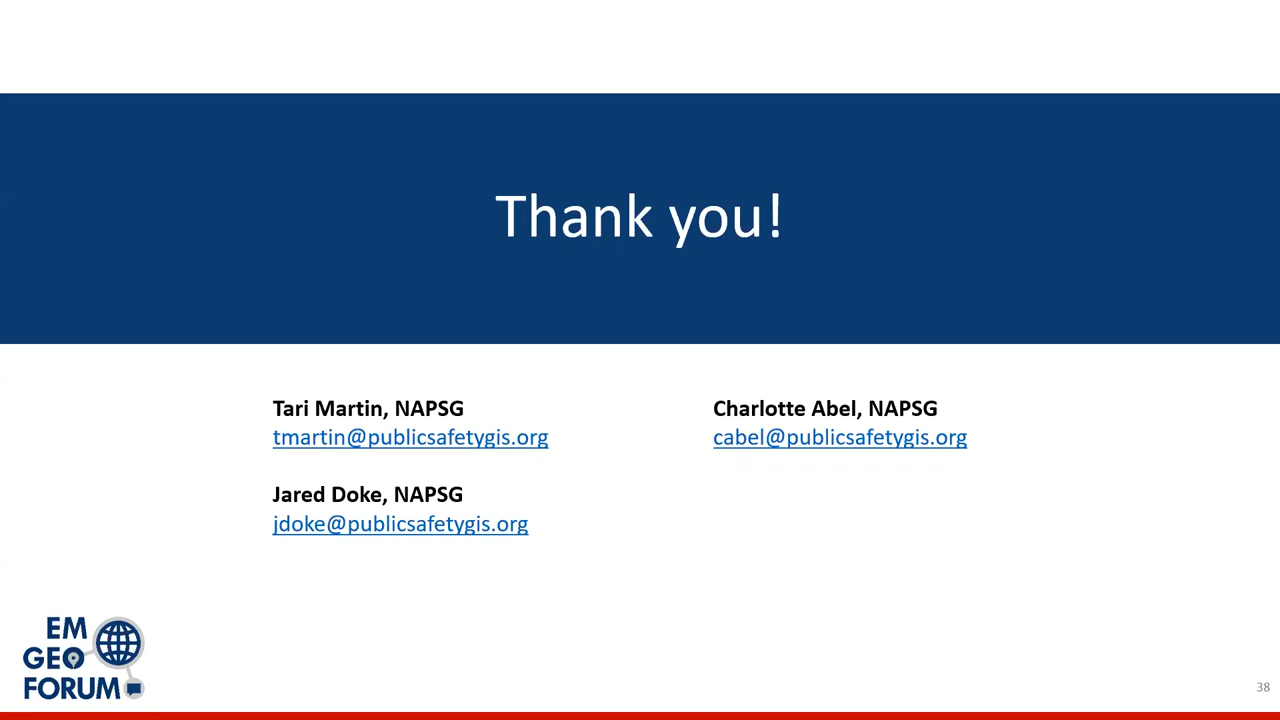 Thank you!
Tari Martin, NAPSG
tmartin@publicsafetygis.org
Charlotte Abel, NAPSG
cabel@publicsafetygis.org
Jared Doke, NAPSG
jdoke@publicsafetygis.org
EM
GEO
FORUM
38